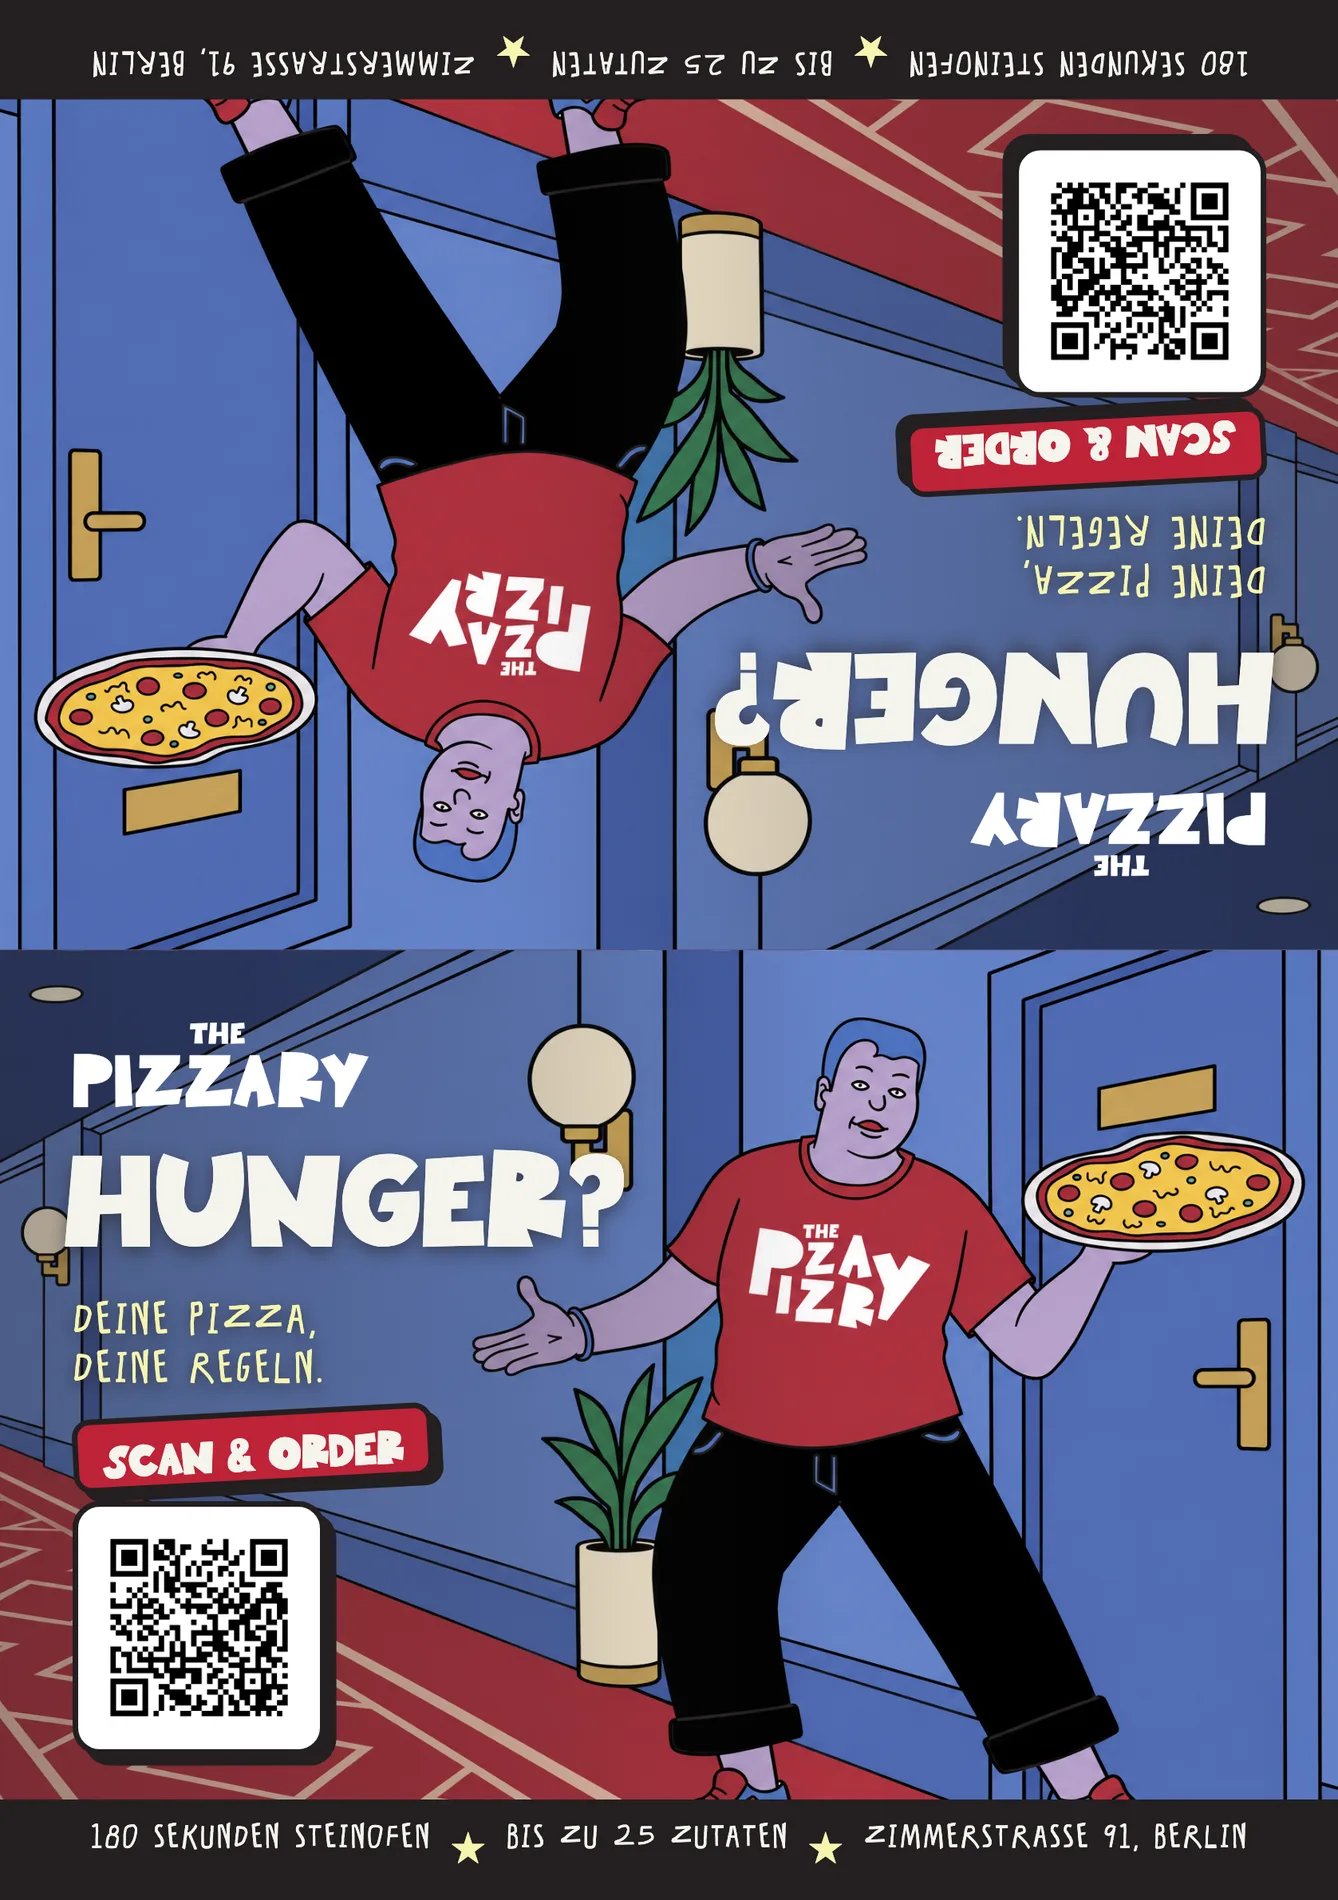 180 SEKUNDEN STEINOFEN ★ BIS ZU 25 ZUTATEN ★ ZIMMERSTRASSE 91, BERLIN
SCAN & ORDER
DEINE PIZZA,
DEINE REGELN.
HUNGER?
THE
PIZZARY
THE
PIZZARY
THE
PIZZARY
HUNGER?
DEINE PIZZA,
DEINE REGELN.
SCAN & ORDER
THE
PZAY
IZR
180 SEKUNDEN STEINOFEN ★ BIS ZU 25 ZUTATEN ★ ZIMMERSTRASSE 91, BERLIN